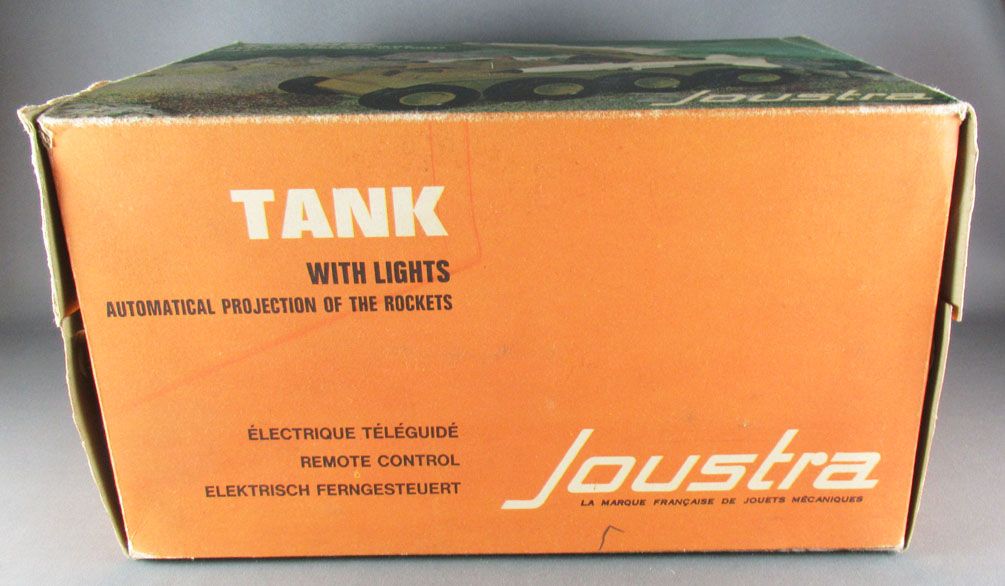 Joustra
TANK
WITH LIGHTS
AUTOMATICAL PROJECTION OF THE ROCKETS
ÉLECTRIQUE TÉLÉGUIDÉ
REMOTE CONTROL
ELEKTRISCH FERNGESTEUERT
Joustra
LA MARQUE FRANÇAISE DE JOUETS MÉCANIQUES